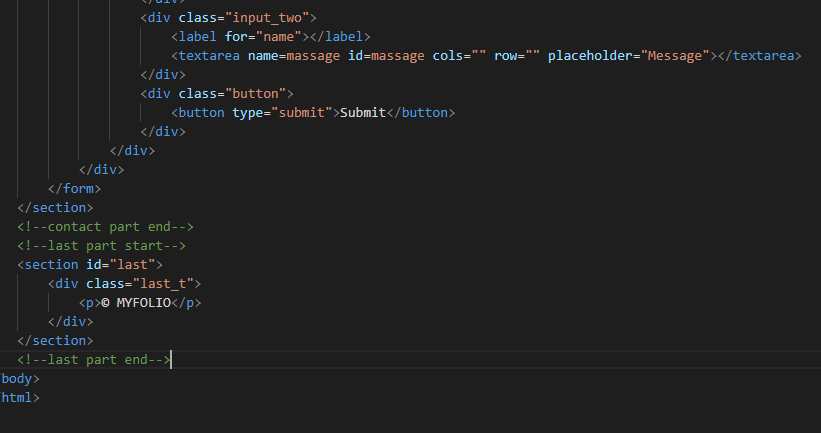 </div>
<div class="input_two">
<label for="name"></label>
<textarea name=massage id=massage cols="" row="" placeholder="Message"></textarea>
</div>
<div class="button">
<button type="submit">Submit</button>
</div>
</div>
</div>
</form>
</section>
<!--contact part end-->
<!--last part start-->
<section id="last">
<div class="last_t">
<p>© MYFOLIO</p>
</div>
</section>
<!--last part end-->
body>
html>